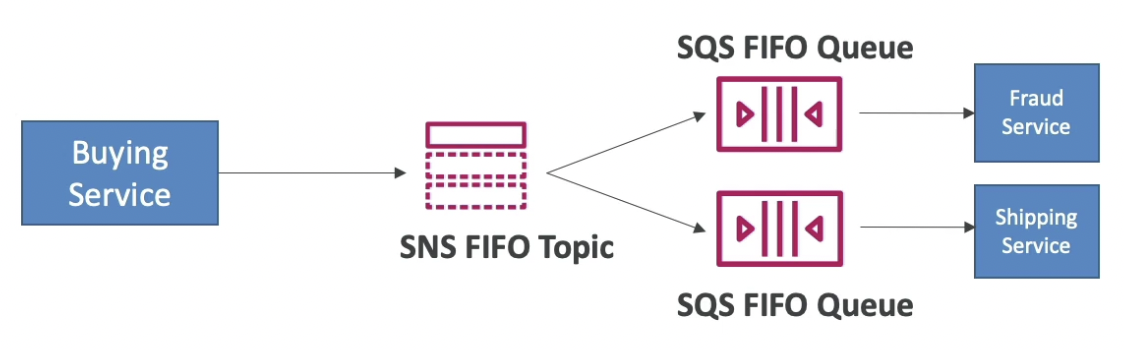 Buying
Service
SNS FIFO Topic
SQS FIFO Queue
Fraud
Service
SQS FIFO Queue
Shipping
Service